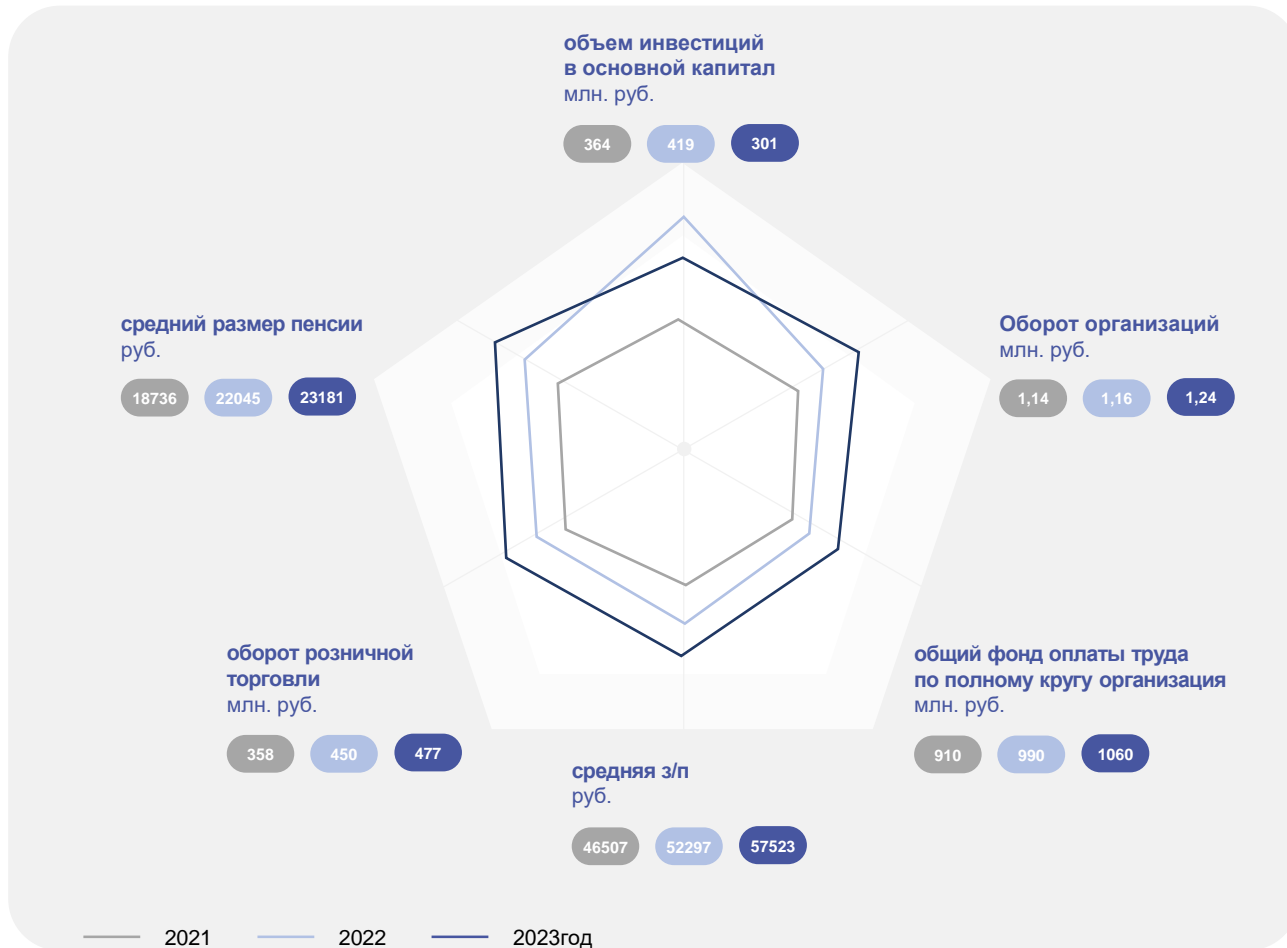 объем инвестиций
в основной капитал
млн. руб.
364 419 301
средний размер пенсии
руб.
18736 22045 23181
Оборот организаций
млн. руб.
1,14 1,16 1,24
оборот розничной
торговли
млн. руб.
358 450 477
общий фонд оплаты труда
по полному кругу организация
млн. руб.
910 990 1060
средняя з/п
руб.
46507 52297 57523
2021 2022 2023год